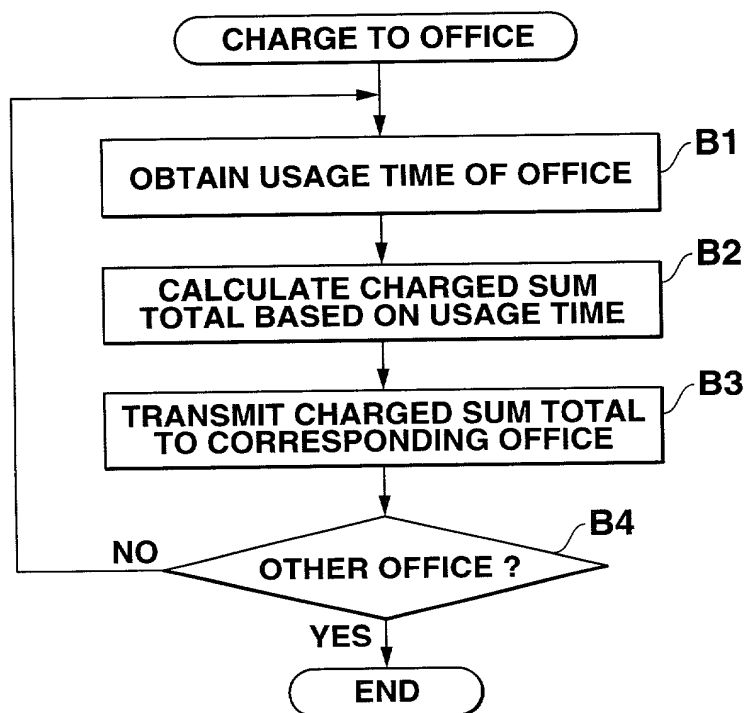 CHARGE TO OFFICE
B1
OBTAIN USAGE TIME OF OFFICE
B2
CALCULATE CHARGED SUM
TOTAL BASED ON USAGE TIME
B3
TRANSMIT CHARGED SUM TOTAL
TO CORRESPONDING OFFICE
B4
NO
OTHER OFFICE ?
YES
END